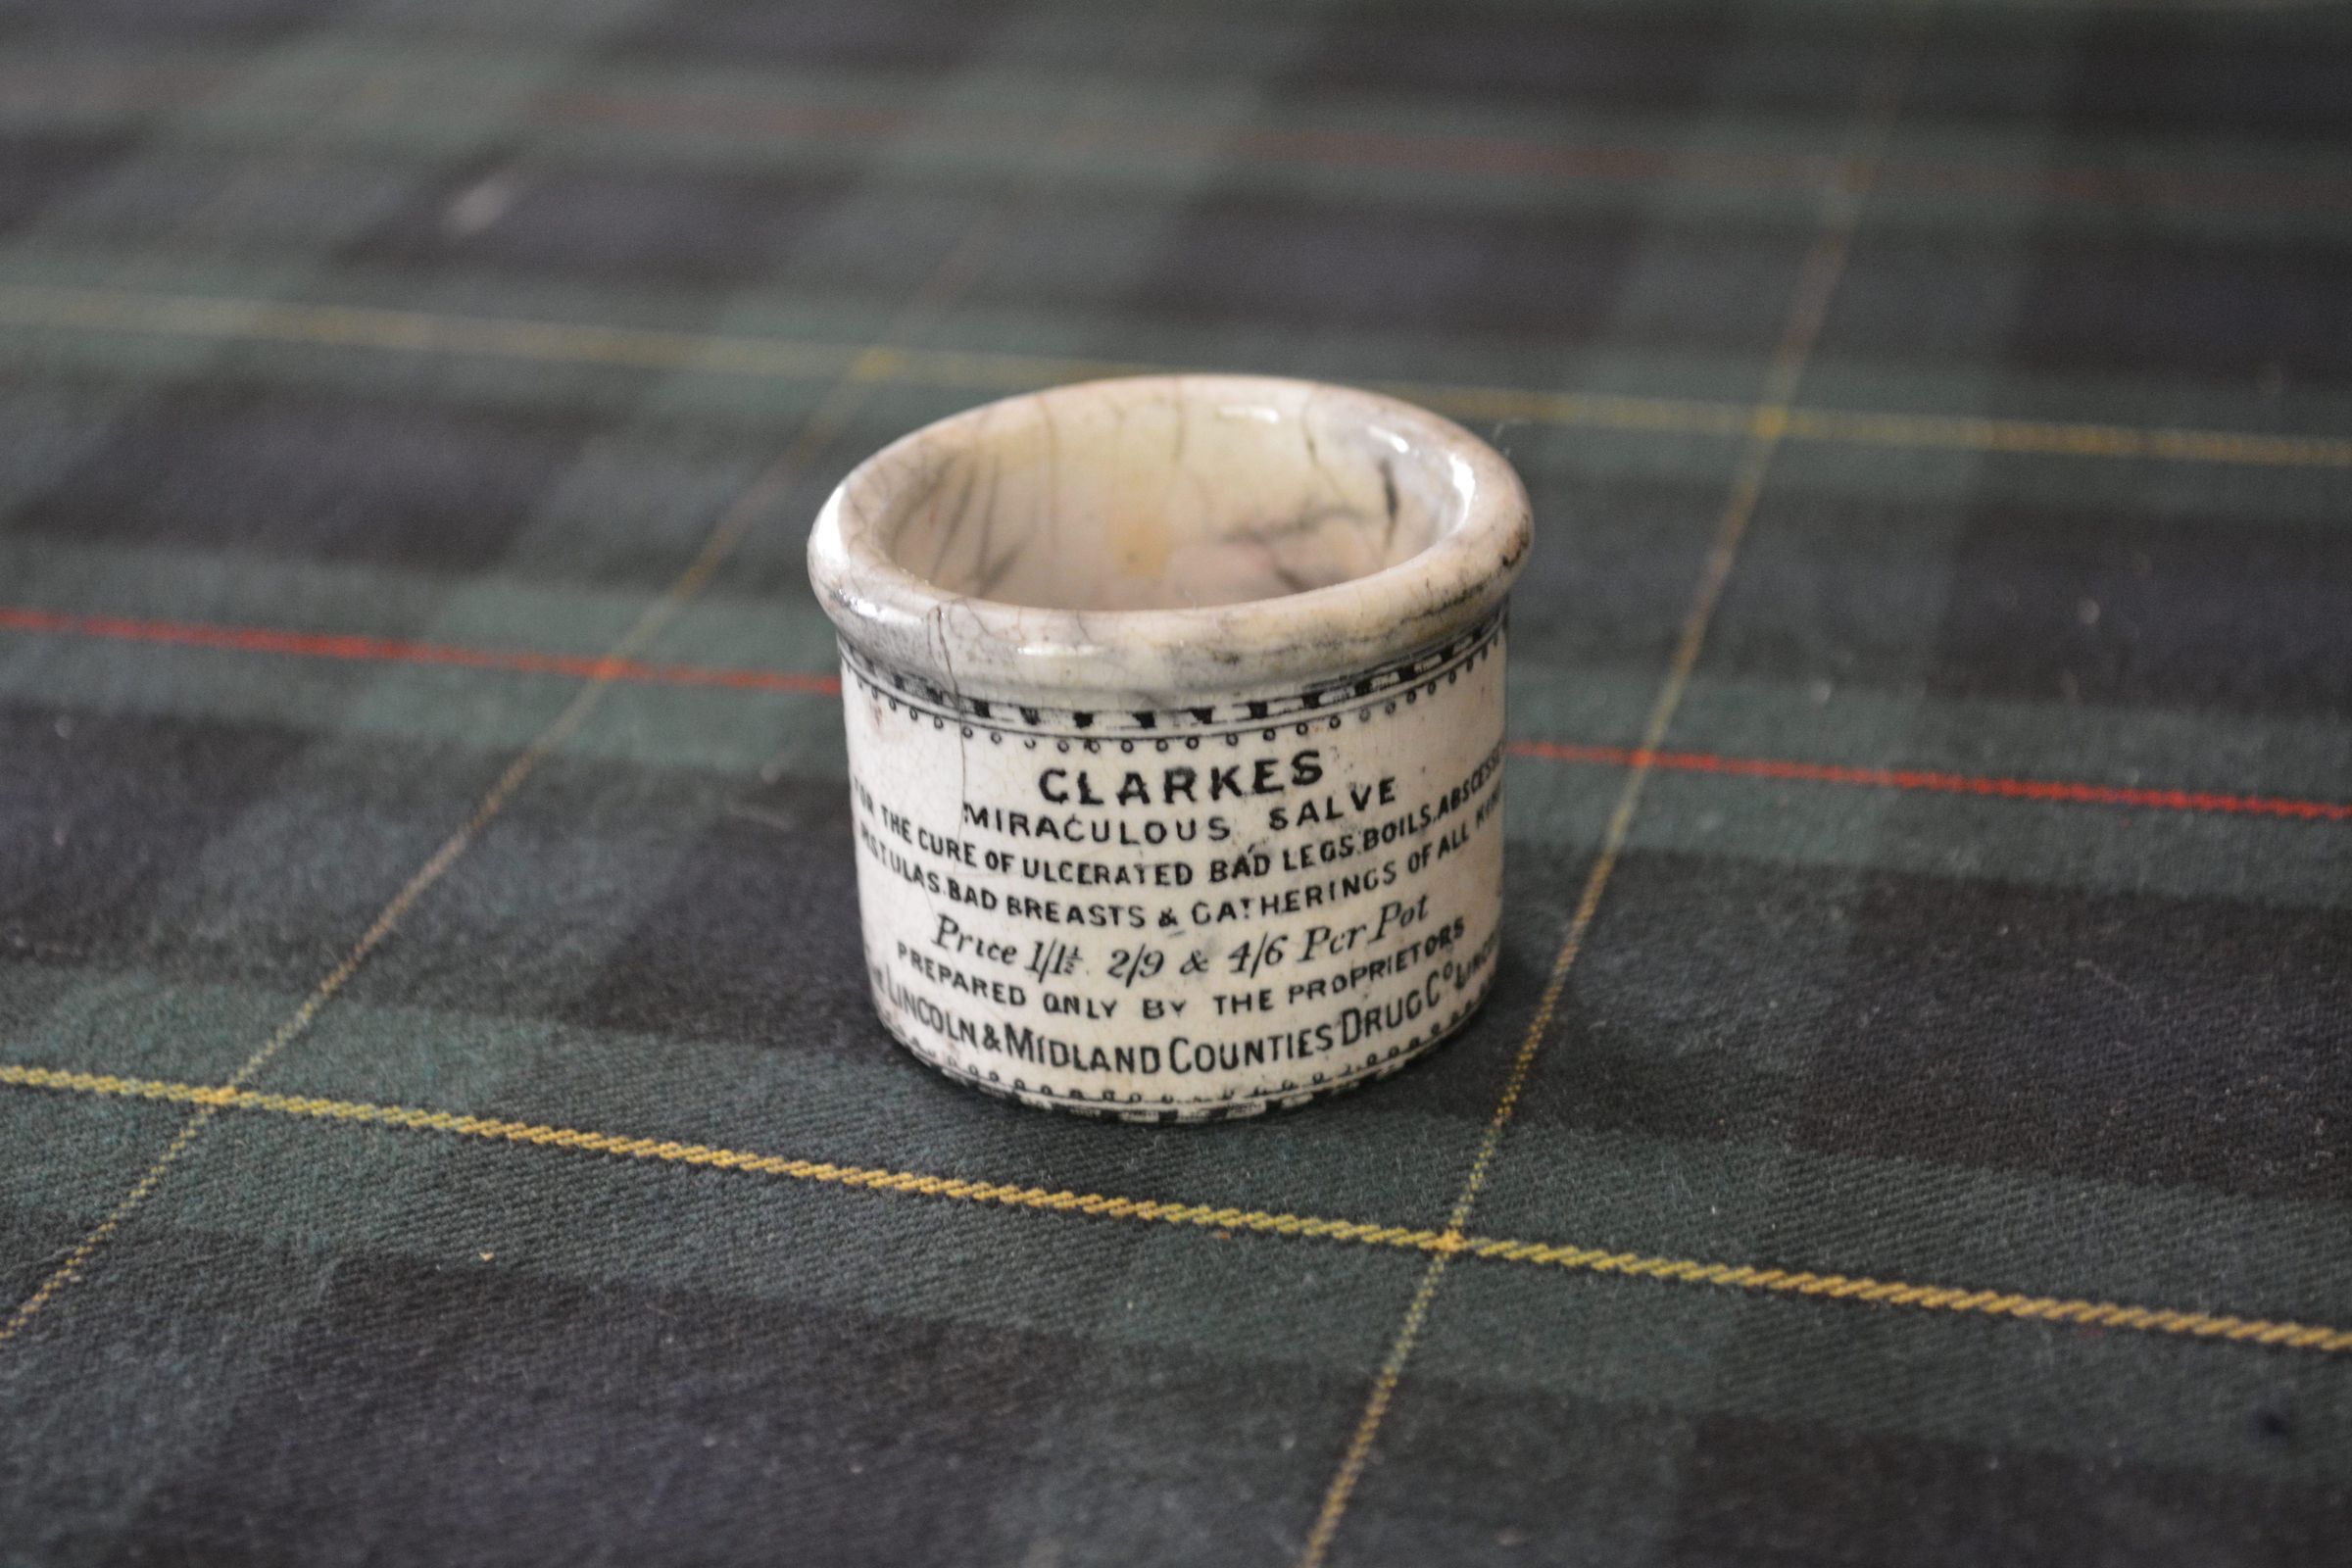 CLARKES
MIRACULOUS SALVE
FOR THE CURE OF ULCERATED BAD LEGS. BOILS. ABSCESSES
FISTULAS. BAD BREASTS & GATHERINGS OF ALL KINDS
Price 1/1½. 2/9 & 4/6 Per Pot
PREPARED ONLY BY THE PROPRIETORS
LINCOLN & MIDLAND COUNTIES DRUG Co LINCOLN